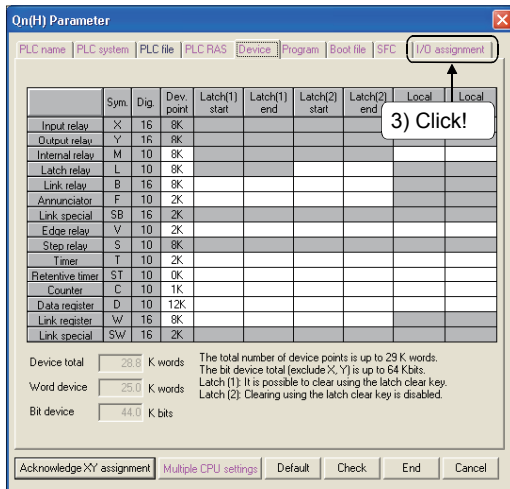 Qn(H) Parameter
PLC name PLC system PLC file PLC RAS Device Program Boot file SFC I/O assignment
3) Click!
Sym. Dig. Dev. point Latch(1) start Latch(1) end Latch(2) start Latch(2) end Local Local
Input relay X 16 8K
Output relay Y 16 8K
Internal relay M 10 8K
Latch relay L 10 8K
Link relay B 16 8K
Annunciator F 10 2K
Link special SB 16 2K
Edge relay V 10 2K
Step relay S 10 8K
Timer T 10 2K
Retentive timer ST 10 0K
Counter C 10 1K
Data register D 10 12K
Link register W 16 8K
Link special SW 16 2K
Device total 28.8 K words
Word device 25.0 K words
Bit device 44.0 K bits
The total number of device points is up to 29 K words.
The bit device total (exclude X, Y) is up to 64 Kbits.
Latch (1): It is possible to clear using the latch clear key.
Latch (2): Clearing using the latch clear key is disabled.
Acknowledge XY assignment Multiple CPU settings Default Check End Cancel